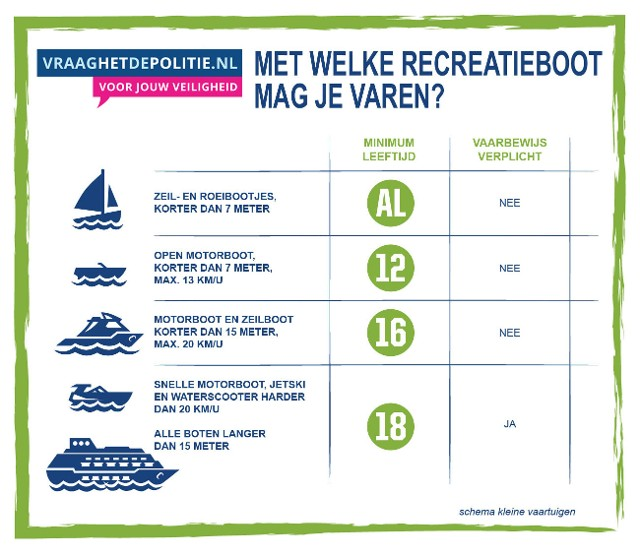 VRAAGHETDEPOLITIE.NL
VOOR JOUW VEILIGHEID
MET WELKE RECREATIEBOOT
MAG JE VAREN?
MINIMUM
LEEFTIJD
VAARBEWIJS
VERPLICHT
ZEIL- EN ROEIBOOTJES,
KORTER DAN 7 METER
AL
NEE
OPEN MOTORBOOT,
KORTER DAN 7 METER,
MAX. 13 KM/U
12
NEE
MOTORBOOT EN ZEILBOOT
KORTER DAN 15 METER,
MAX. 20 KM/U
16
NEE
SNELLE MOTORBOOT, JETSKI
EN WATERSCOOTER HARDER
DAN 20 KM/U
ALLE BOTEN LANGER
DAN 15 METER
18
JA
schema kleine vaartuigen